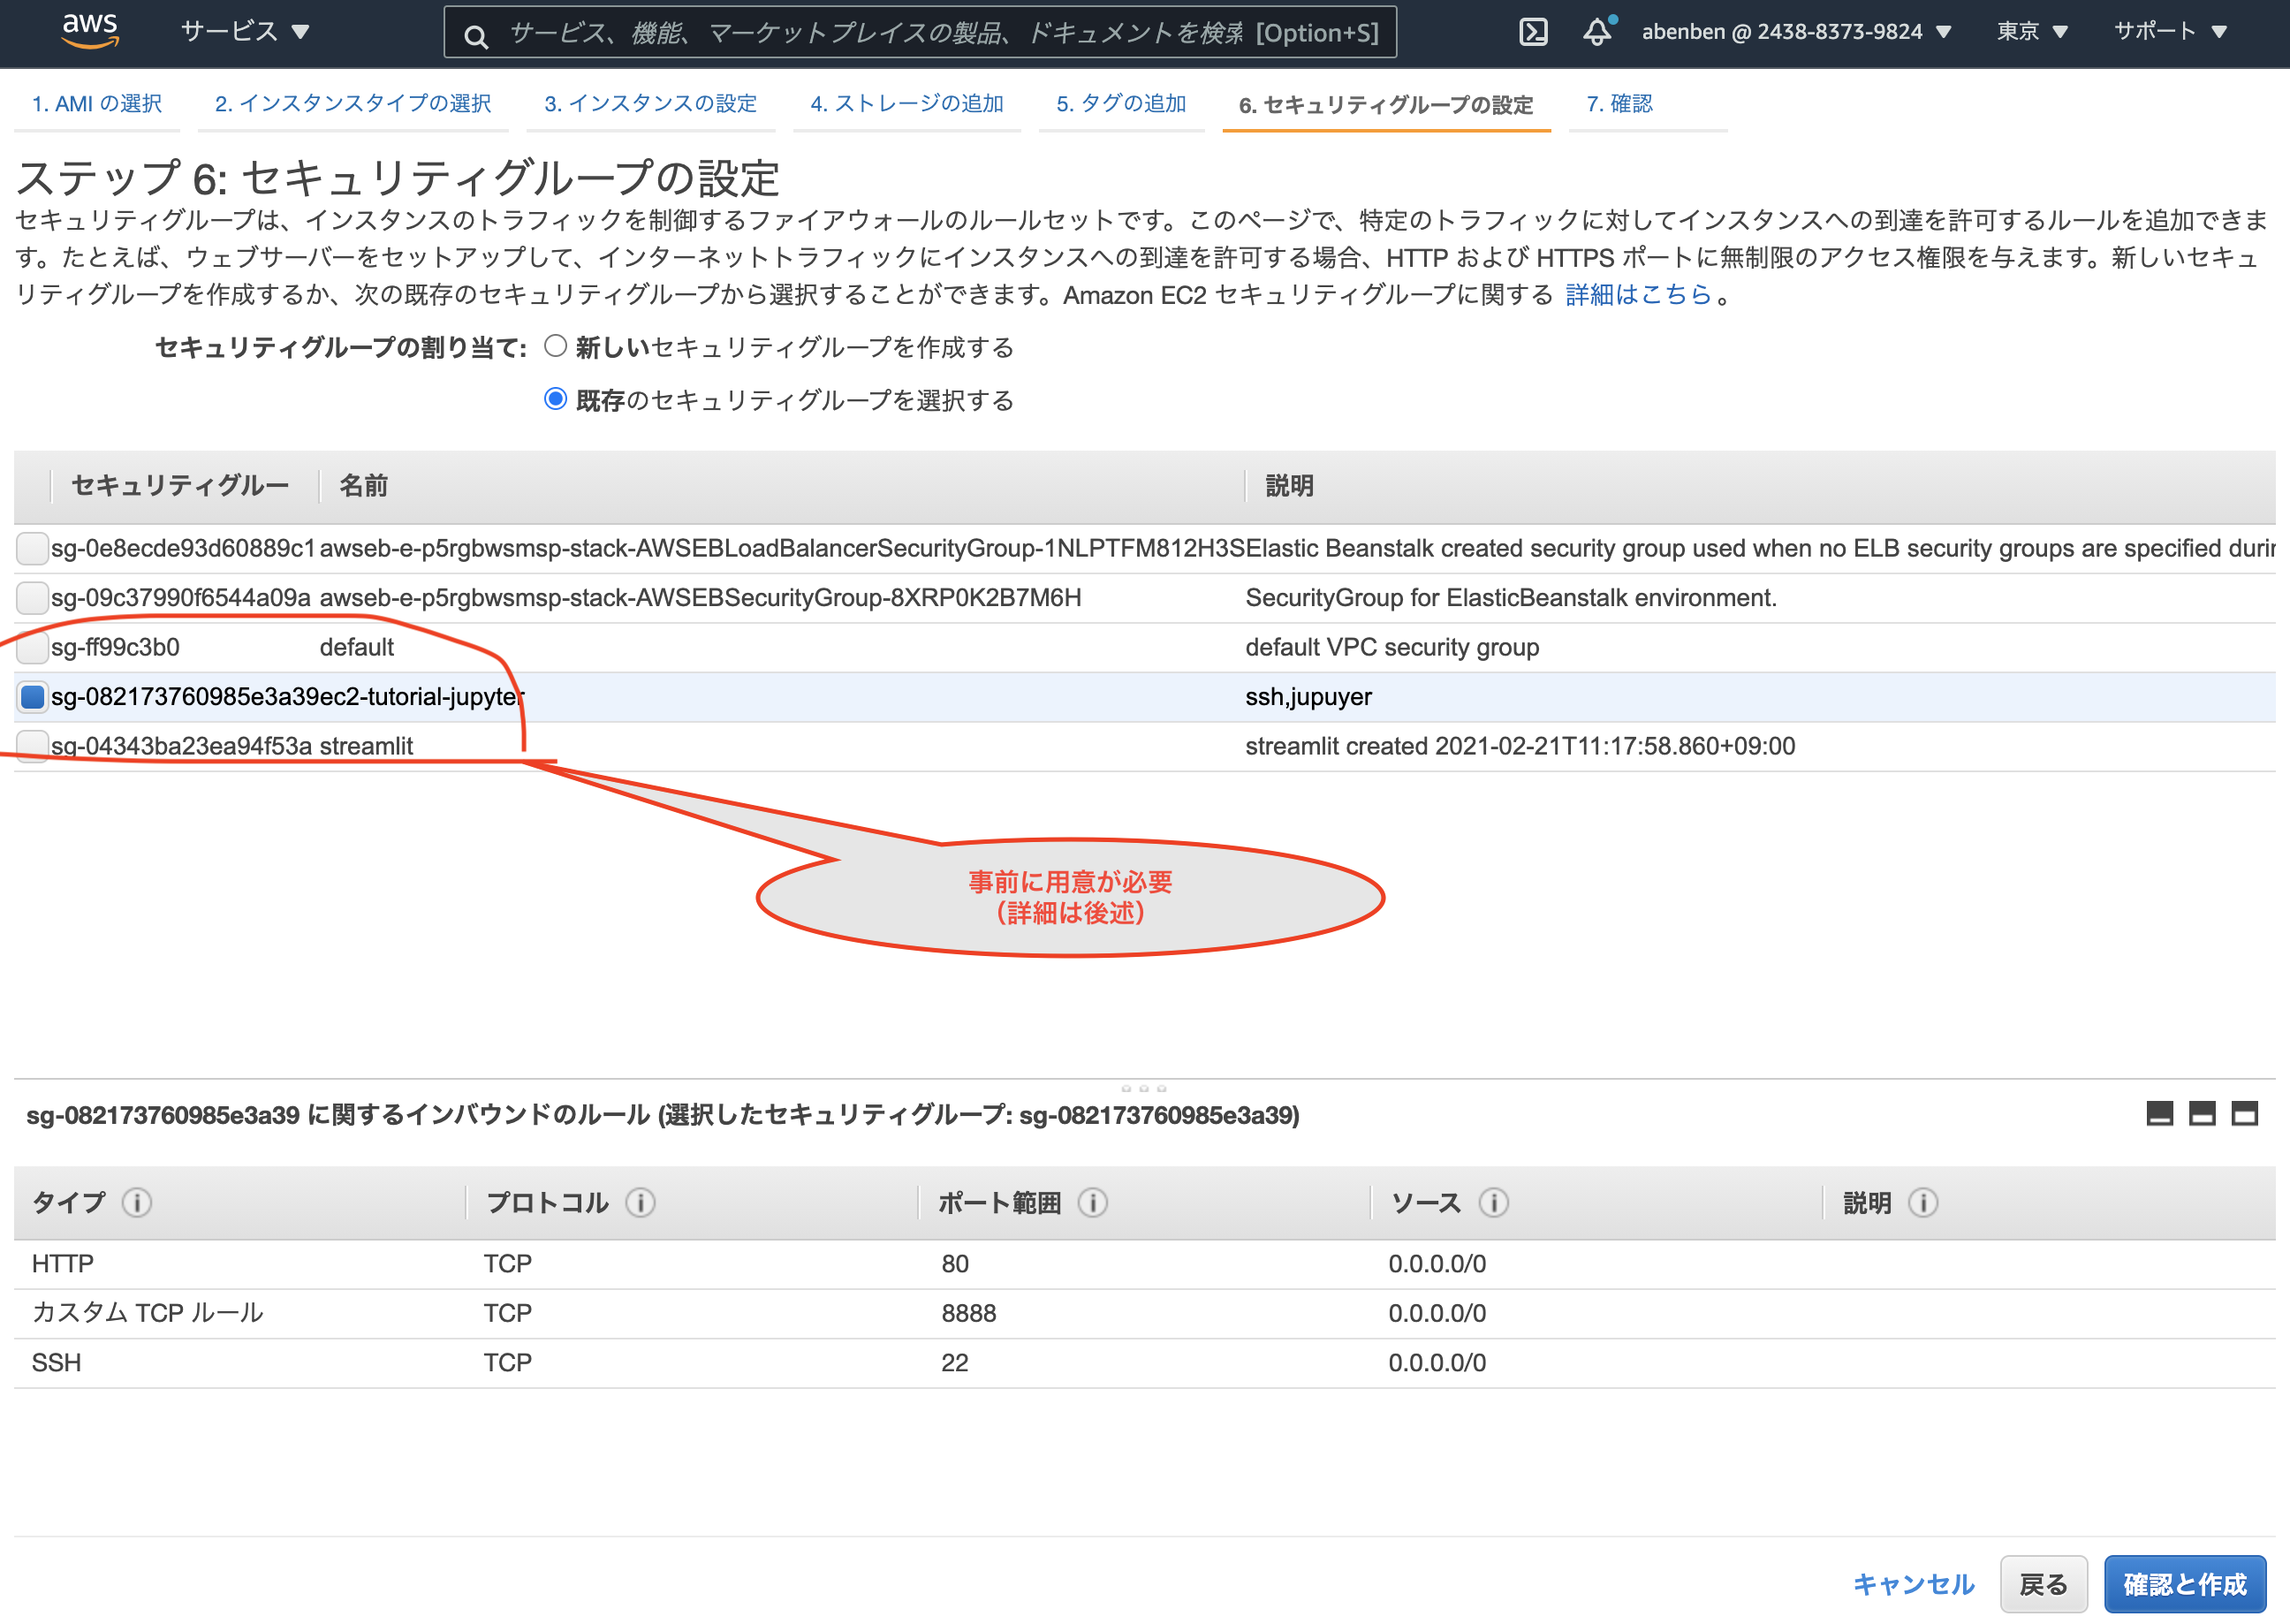 aws
サービス
サービス、機能、マーケットプレイスの製品、ドキュメントを検索 [Option+S]
abenben @ 2438-8373-9824
東京
サポート
1. AMI の選択
2. インスタンスタイプの選択
3. インスタンスの設定
4. ストレージの追加
5. タグの追加
6. セキュリティグループの設定
7. 確認
ステップ 6: セキュリティグループの設定
セキュリティグループは、インスタンスのトラフィックを制御するファイアウォールのルールセットです。このページで、特定のトラフィックに対してインスタンスへの到達を許可するルールを追加できま
す。たとえば、ウェブサーバーをセットアップして、インターネットトラフィックにインスタンスへの到達を許可する場合、HTTP および HTTPS ポートに無制限のアクセス権限を与えます。新しいセキュ
リティグループを作成するか、次の既存のセキュリティグループから選択することができます。Amazon EC2 セキュリティグループに関する 詳細はこちら 。
セキュリティグループの割り当て: 新しいセキュリティグループを作成する
既存のセキュリティグループを選択する
セキュリティグルー 名前 説明
sg-0e8ecde93d60889c1 awseb-e-p5rgbwsmsp-stack-AWSEBLoadBalancerSecurityGroup-1NLPTFM812H3S Elastic Beanstalk created security group used when no ELB security groups are specified durin
sg-09c37990f6544a09a awseb-e-p5rgbwsmsp-stack-AWSEBSecurityGroup-8XRP0K2B7M6H SecurityGroup for ElasticBeanstalk environment.
sg-ff99c3b0 default default VPC security group
sg-082173760985e3a39 ec2-tutorial-jupyter ssh,jupuyer
sg-04343ba23ea94f53a streamlit streamlit created 2021-02-21T11:17:58.860+09:00
事前に用意が必要
（詳細は後述）
sg-082173760985e3a39 に関するインバウンドのルール (選択したセキュリティグループ: sg-082173760985e3a39)
タイプ プロトコル ポート範囲 ソース 説明
HTTP TCP 80 0.0.0.0/0
カスタム TCP ルール TCP 8888 0.0.0.0/0
SSH TCP 22 0.0.0.0/0
キャンセル 戻る 確認と作成